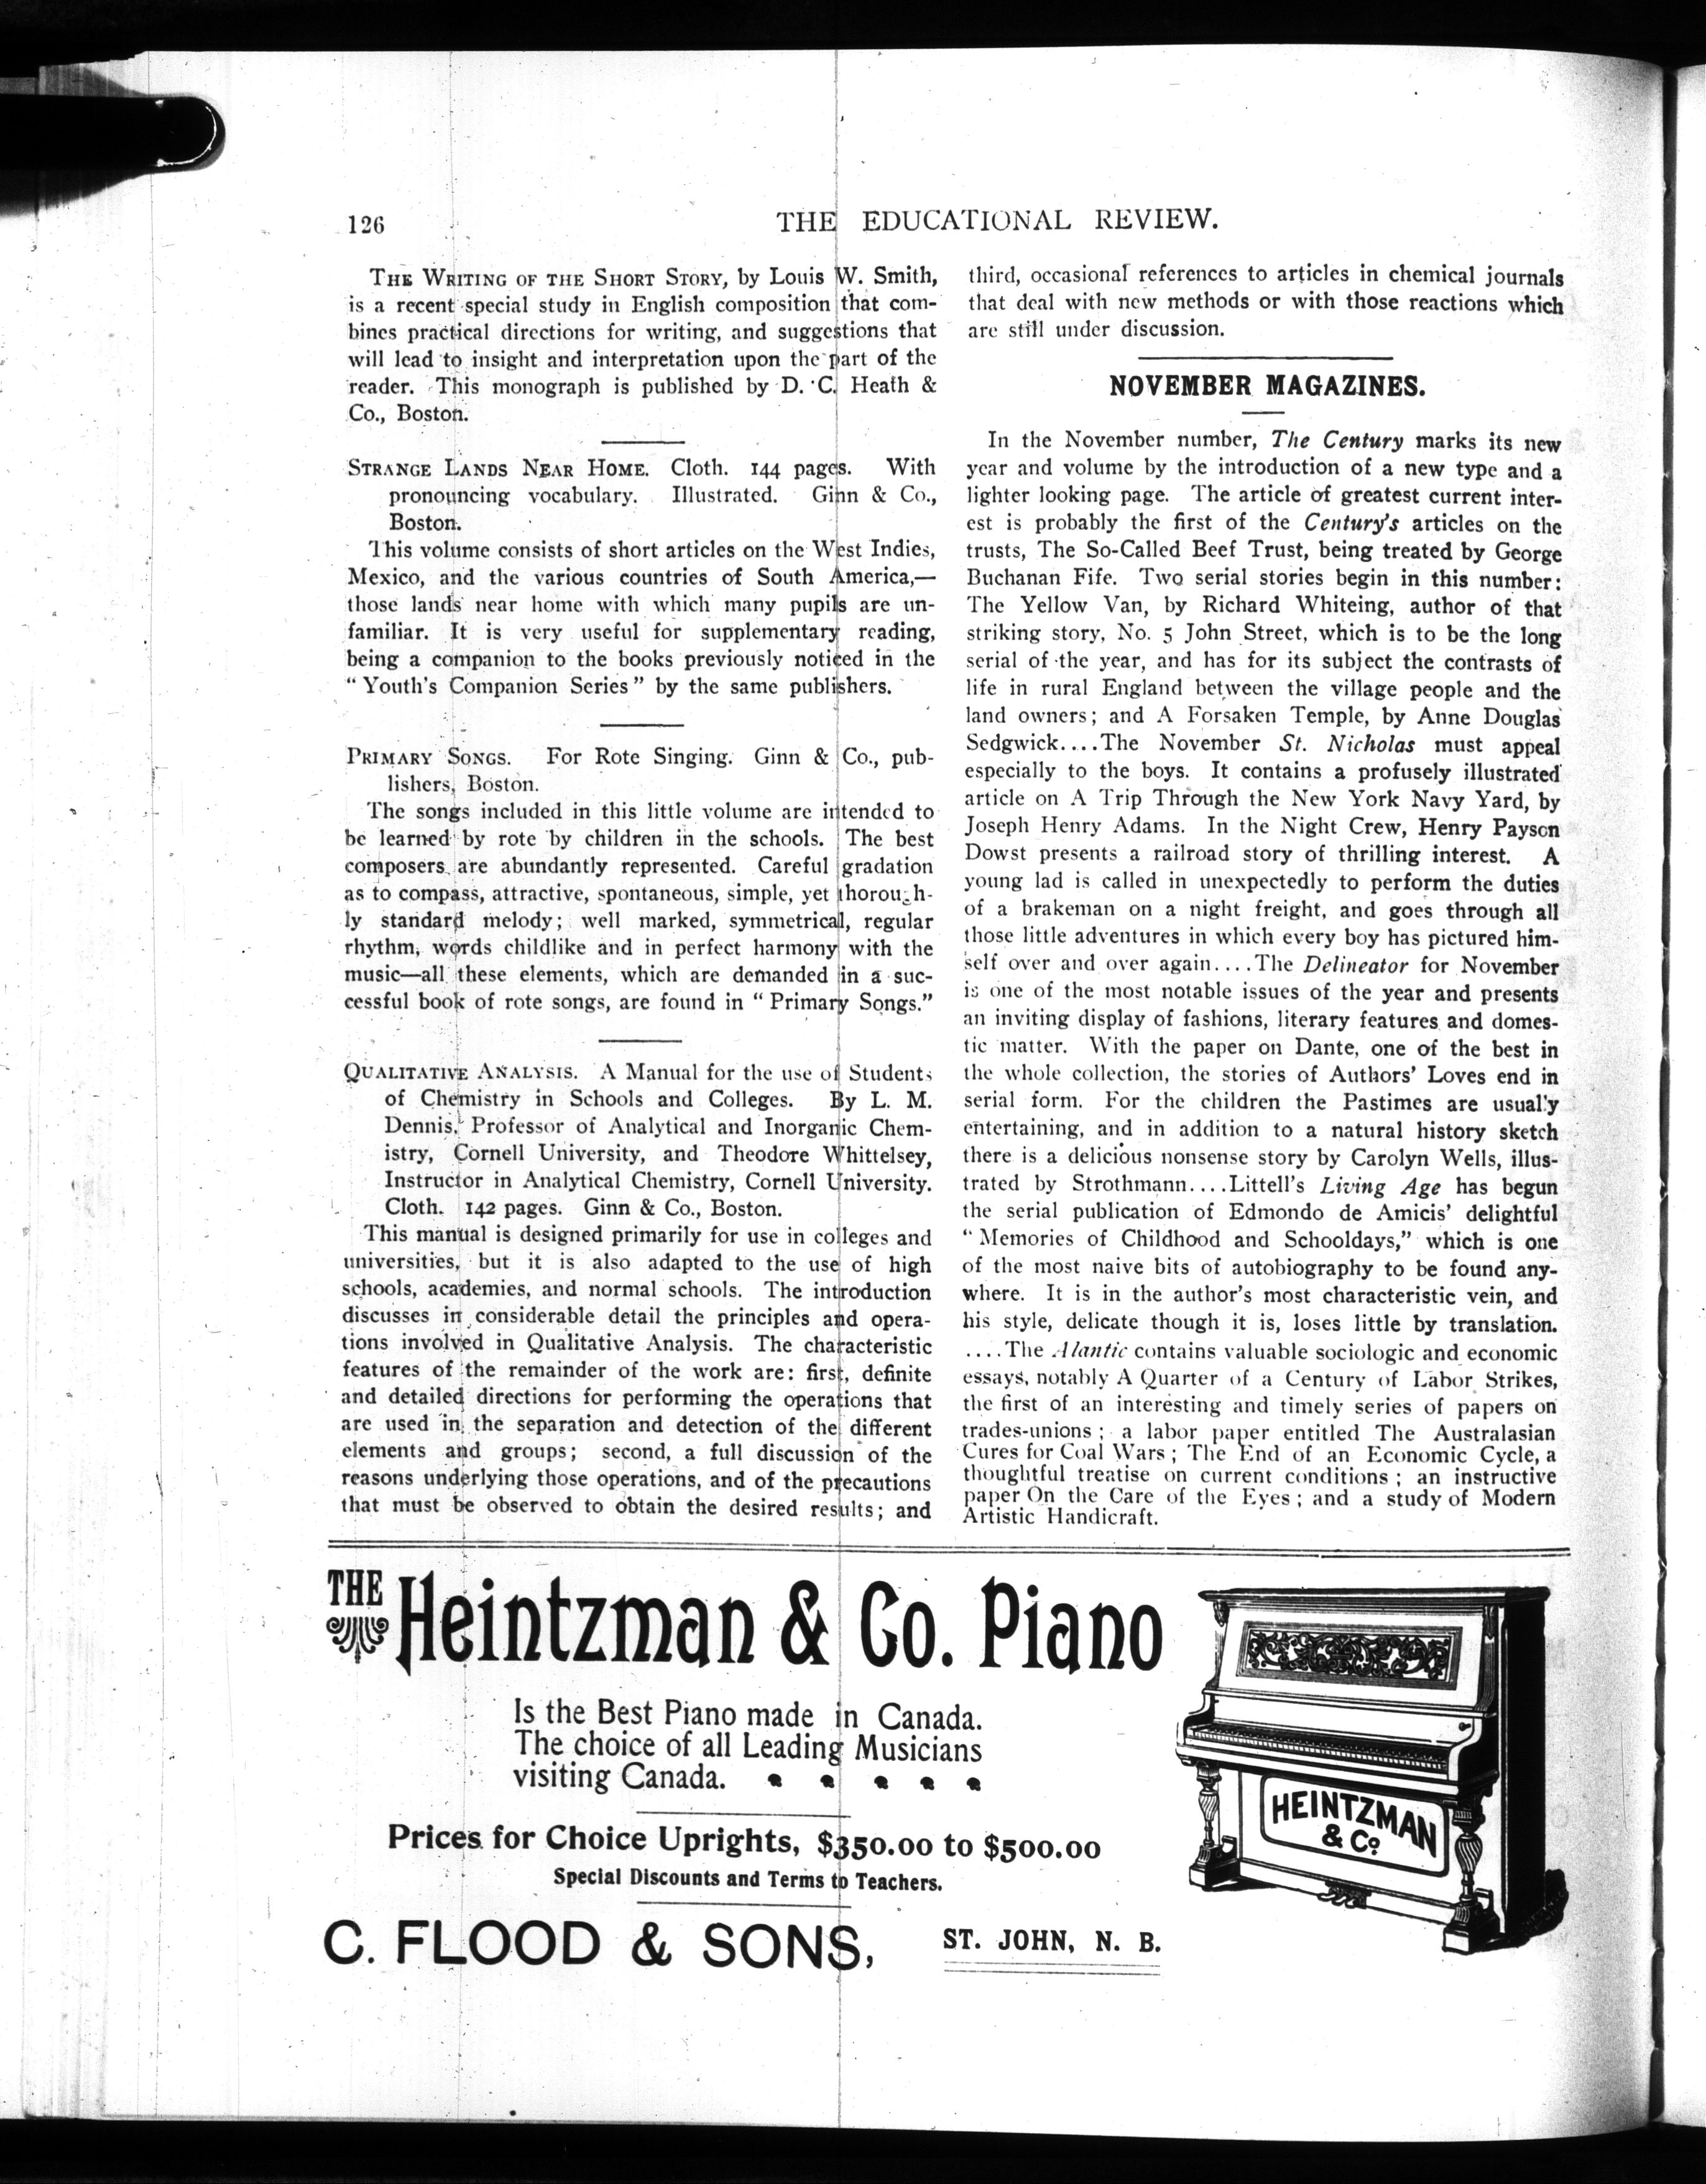 126
THE EDUCATIONAL REVIEW.
THE WRITING OF THE SHORT STORY, by Louis W. Smith,
is a recent special study in English composition that com-
bines practical directions for writing, and suggestions that
will lead to insight and interpretation upon the part of the
reader. This monograph is published by D. C. Heath &
Co., Boston.
STRANGE LANDS NEAR HOME. Cloth. 144 pages. With
pronouncing vocabulary. Illustrated. Ginn & Co.,
Boston.
This volume consists of short articles on the West Indies,
Mexico, and the various countries of South America,—
those lands near home with which many pupils are un-
familiar. It is very useful for supplementary reading,
being a companion to the books previously noticed in the
“Youth's Companion Series” by the same publishers.
PRIMARY SONGS. For Rote Singing. Ginn & Co., pub-
lishers, Boston.
The songs included in this little volume are intended to
be learned by rote by children in the schools. The best
composers are abundantly represented. Careful gradation
as to compass, attractive, spontaneous, simple, yet thorough-
ly standard melody; well marked, symmetrical, regular
rhythm, words childlike and in perfect harmony with the
music—all these elements, which are demanded in a suc-
cessful book of rote songs, are found in “Primary Songs.”
QUALITATIVE ANALYSIS. A Manual for the use of Students
of Chemistry in Schools and Colleges. By L. M.
Dennis, Professor of Analytical and Inorganic Chem-
istry, Cornell University, and Theodore Whittelsey,
Instructor in Analytical Chemistry, Cornell University.
Cloth. 142 pages. Ginn & Co., Boston.
This manual is designed primarily for use in colleges and
universities, but it is also adapted to the use of high
schools, academies, and normal schools. The introduction
discusses in considerable detail the principles and opera-
tions involved in Qualitative Analysis. The characteristic
features of the remainder of the work are: first, definite
and detailed directions for performing the operations that
are used in the separation and detection of the different
elements and groups; second, a full discussion of the
reasons underlying those operations, and of the precautions
that must be observed to obtain the desired results; and
third, occasional references to articles in chemical journals
that deal with new methods or with those reactions which
are still under discussion.
NOVEMBER MAGAZINES.
In the November number, The Century marks its new
year and volume by the introduction of a new type and a
lighter looking page. The article of greatest current inter-
est is probably the first of the Century's articles on the
trusts, The So-Called Beef Trust, being treated by George
Buchanan Fife. Two serial stories begin in this number:
The Yellow Van, by Richard Whiteing, author of that
striking story, No. 5 John Street, which is to be the long
serial of the year, and has for its subject the contrasts of
life in rural England between the village people and the
land owners; and A Forsaken Temple, by Anne Douglas
Sedgwick....The November St. Nicholas must appeal
especially to the boys. It contains a profusely illustrated
article on A Trip Through the New York Navy Yard, by
Joseph Henry Adams. In the Night Crew, Henry Payson
Dowst presents a railroad story of thrilling interest. A
young lad is called in unexpectedly to perform the duties
of a brakeman on a night freight, and goes through all
those little adventures in which every boy has pictured him-
self over and over again....The Delineator for November
is one of the most notable issues of the year and presents
an inviting display of fashions, literary features and domes-
tic matter. With the paper on Dante, one of the best in
the whole collection, the stories of Authors' Loves end in
serial form. For the children the Pastimes are usually
entertaining, and in addition to a natural history sketch
there is a delicious nonsense story by Carolyn Wells, illus-
trated by Strothmann....Littell's Living Age has begun
the serial publication of Edmondo de Amicis' delightful
“Memories of Childhood and Schooldays,” which is one
of the most naive bits of autobiography to be found any-
where. It is in the author's most characteristic vein, and
his style, delicate though it is, loses little by translation.
....The Alantic contains valuable sociologic and economic
essays, notably A Quarter of a Century of Labor Strikes,
the first of an interesting and timely series of papers on
trades-unions; a labor paper entitled The Australasian
Cures for Coal Wars; The End of an Economic Cycle, a
thoughtful treatise on current conditions; an instructive
paper On the Care of the Eyes; and a study of Modern
Artistic Handicraft.
THE Heintzman & Co. Piano
Is the Best Piano made in Canada.
The choice of all Leading Musicians
visiting Canada.
Prices for Choice Uprights, $350.00 to $500.00
Special Discounts and Terms to Teachers.
C. FLOOD & SONS, ST. JOHN, N. B.
HEINTZMAN
& Co.